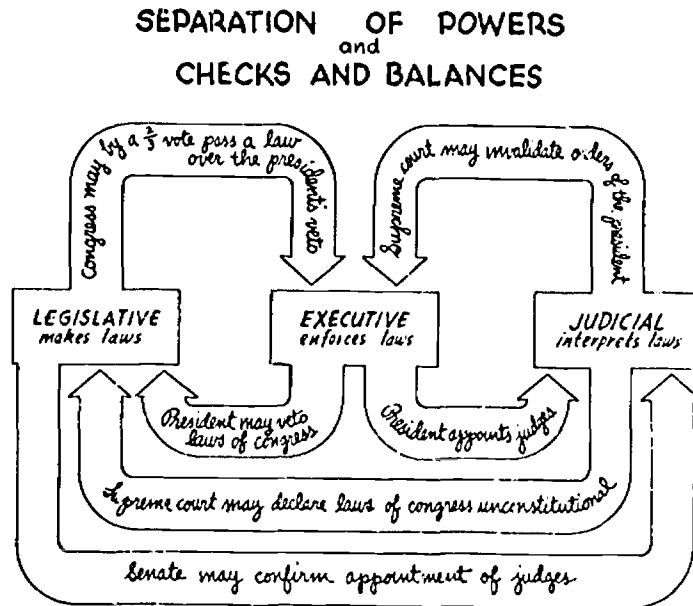 SEPARATION OF POWERS
and
CHECKS AND BALANCES
Congress may by a 2/3 vote pass a law
over the president's veto
Supreme court may invalidate orders of the president
LEGISLATIVE
makes laws
EXECUTIVE
enforces laws
JUDICIAL
interprets laws
President may veto
laws of congress
President appoints judges
Supreme court may declare laws of congress unconstitutional
Senate may confirm appointment of judges